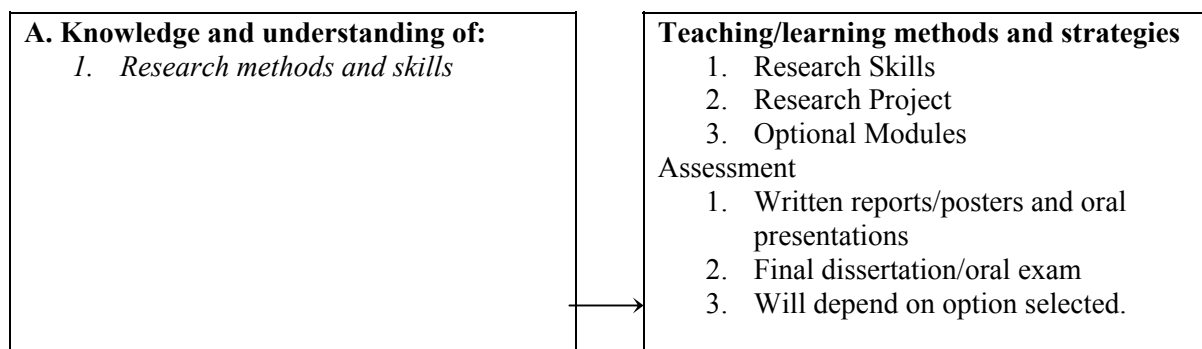 A. Knowledge and understanding of:
1. Research methods and skills
Teaching/learning methods and strategies
1. Research Skills
2. Research Project
3. Optional Modules
Assessment
1. Written reports/posters and oral
presentations
2. Final dissertation/oral exam
3. Will depend on option selected.